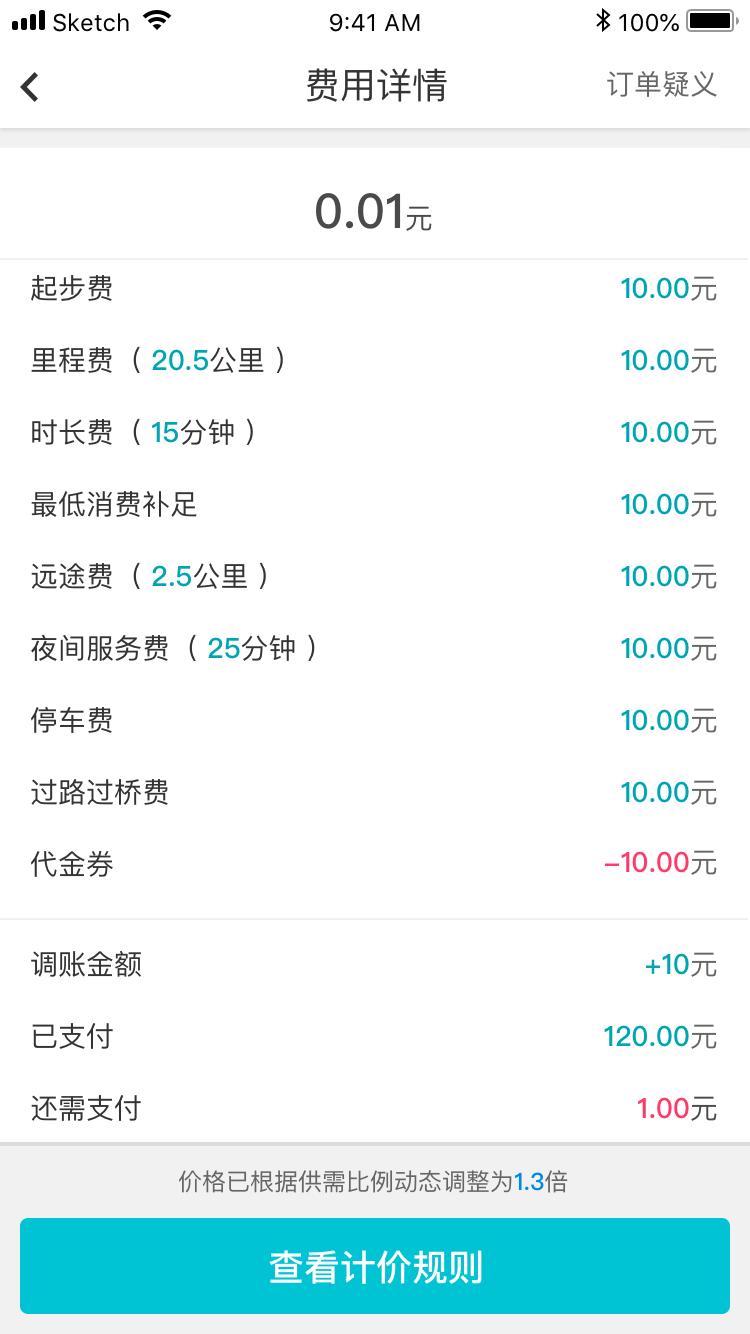 Sketch 9:41 AM 100%
费用详情 订单疑义
0.01元
起步费 10.00元
里程费（20.5公里） 10.00元
时长费（15分钟） 10.00元
最低消费补足 10.00元
远途费（2.5公里） 10.00元
夜间服务费（25分钟） 10.00元
停车费 10.00元
过路过桥费 10.00元
代金券 –10.00元
调账金额 +10元
已支付 120.00元
还需支付 1.00元
价格已根据供需比例动态调整为1.3倍
查看计价规则